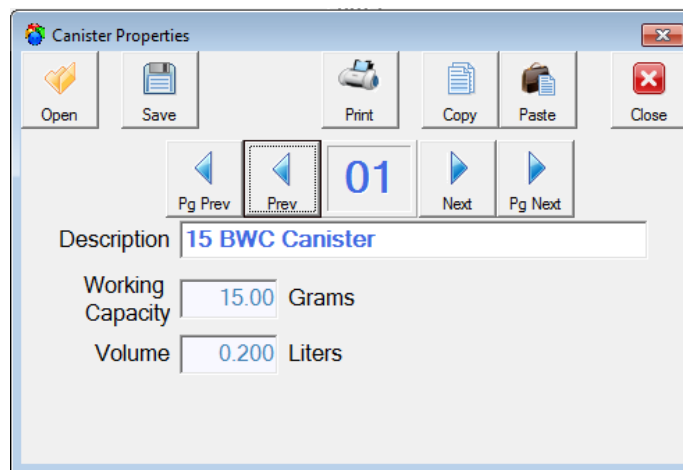 Canister Properties
Open Save Print Copy Paste Close
Pg Prev Prev 01 Next Pg Next
Description 15 BWC Canister
Working
Capacity 15.00 Grams
Volume 0.200 Liters